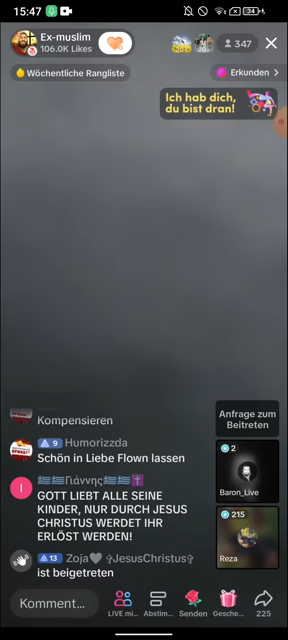 15:47
34
Ex-muslim
106.0K Likes
20+
347
Wöchentliche Rangliste
Erkunden >
Ich hab dich,
du bist dran!
Kompensieren
9 Humorizzda
Schön in Liebe Flown lassen
Γιάννης
GOTT LIEBT ALLE SEINE
KINDER, NUR DURCH JESUS
CHRISTUS WERDET IHR
ERLÖST WERDEN!
13 Zoja🩶 ✞JesusChristus✞
ist beigetreten
Anfrage zum
Beitreten
2
Baron_Live
215
Reza
Komment...
LIVE mi...
Abstim...
Senden
Gesche...
225